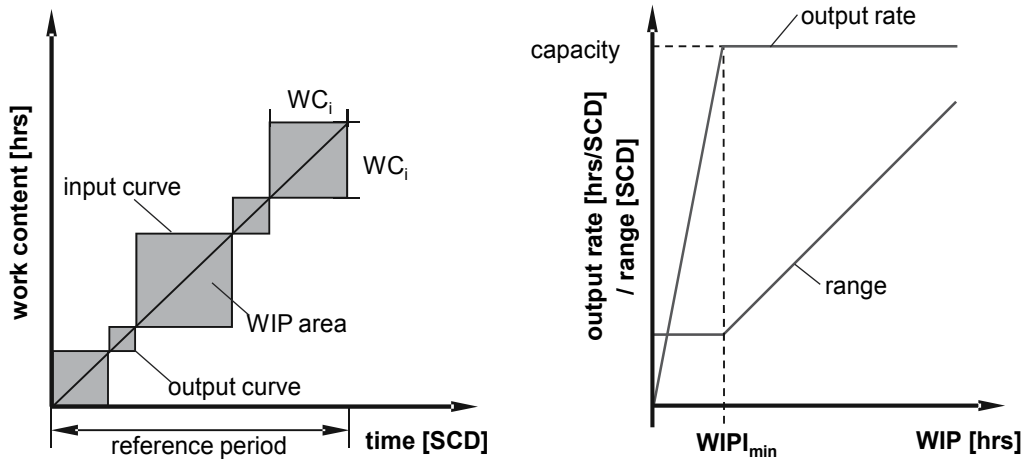 work content [hrs]
WCᵢ
WCᵢ
input curve
WIP area
output curve
reference period
time [SCD]
output rate
capacity
output rate [hrs/SCD]
/ range [SCD]
range
WIPIₘᵢₙ
WIP [hrs]